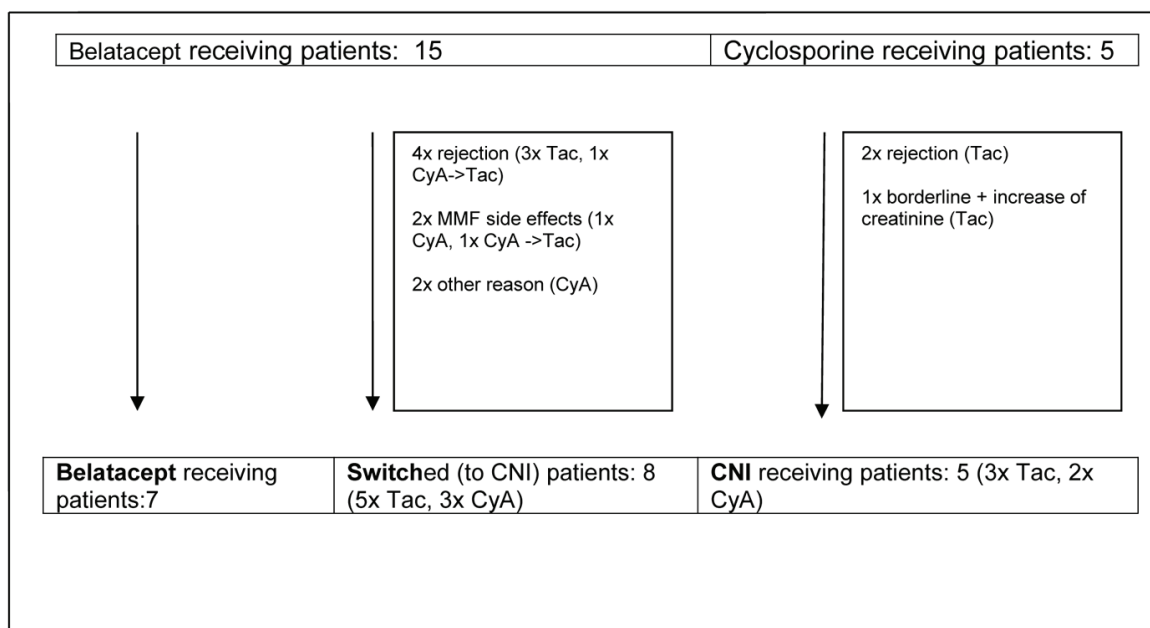 Belatacept receiving patients: 15
Cyclosporine receiving patients: 5
4x rejection (3x Tac, 1x
CyA->Tac)
2x MMF side effects (1x
CyA, 1x CyA ->Tac)
2x other reason (CyA)
2x rejection (Tac)
1x borderline + increase of
creatinine (Tac)
Belatacept receiving
patients:7
Switched (to CNI) patients: 8
(5x Tac, 3x CyA)
CNI receiving patients: 5 (3x Tac, 2x
CyA)